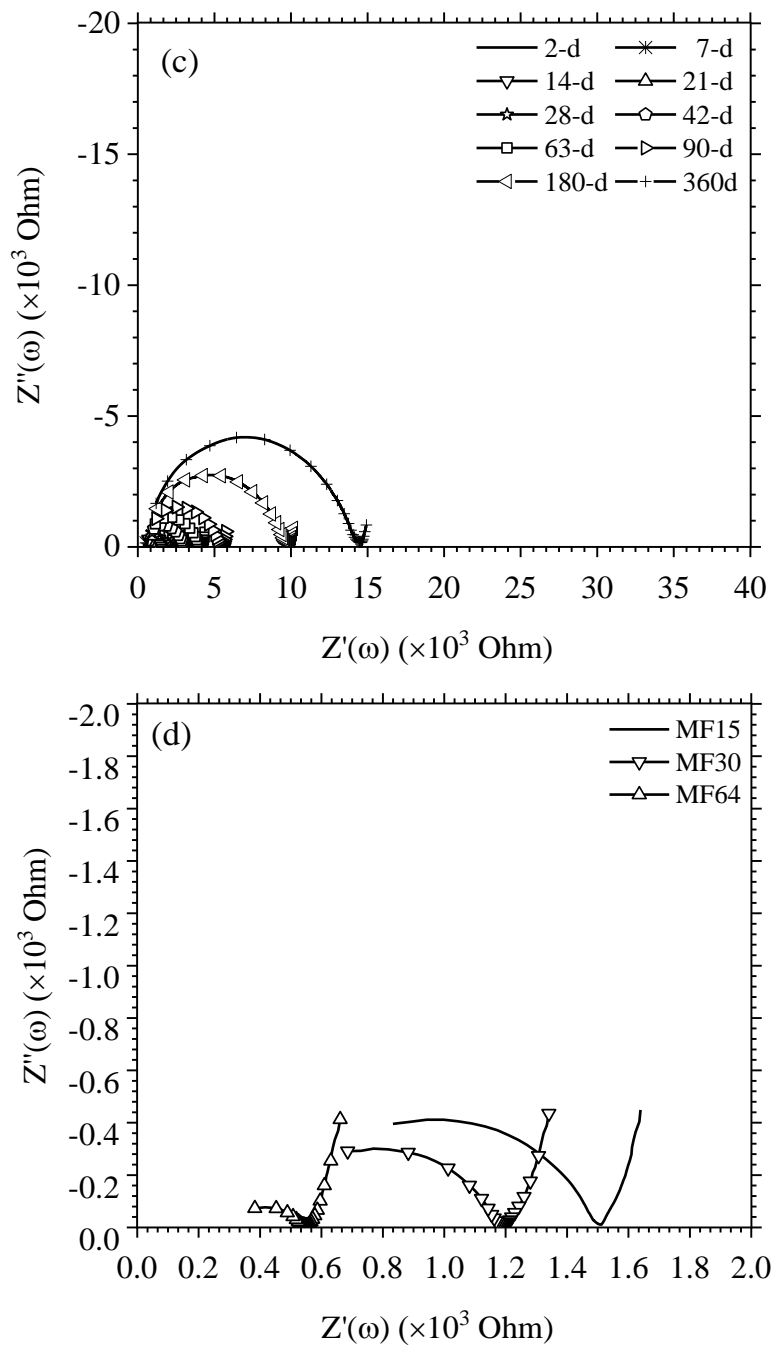 -20
(c)
2-d 7-d
14-d 21-d
28-d 42-d
63-d 90-d
180-d 360d
-15
-10
-5
0
Z''(ω) (×10³ Ohm)
0 5 10 15 20 25 30 35 40
Z'(ω) (×10³ Ohm)
-2.0
(d)
MF15
MF30
MF64
-1.8
-1.6
-1.4
-1.2
-1.0
-0.8
-0.6
-0.4
-0.2
0.0
Z''(ω) (×10³ Ohm)
0.0 0.2 0.4 0.6 0.8 1.0 1.2 1.4 1.6 1.8 2.0
Z'(ω) (×10³ Ohm)